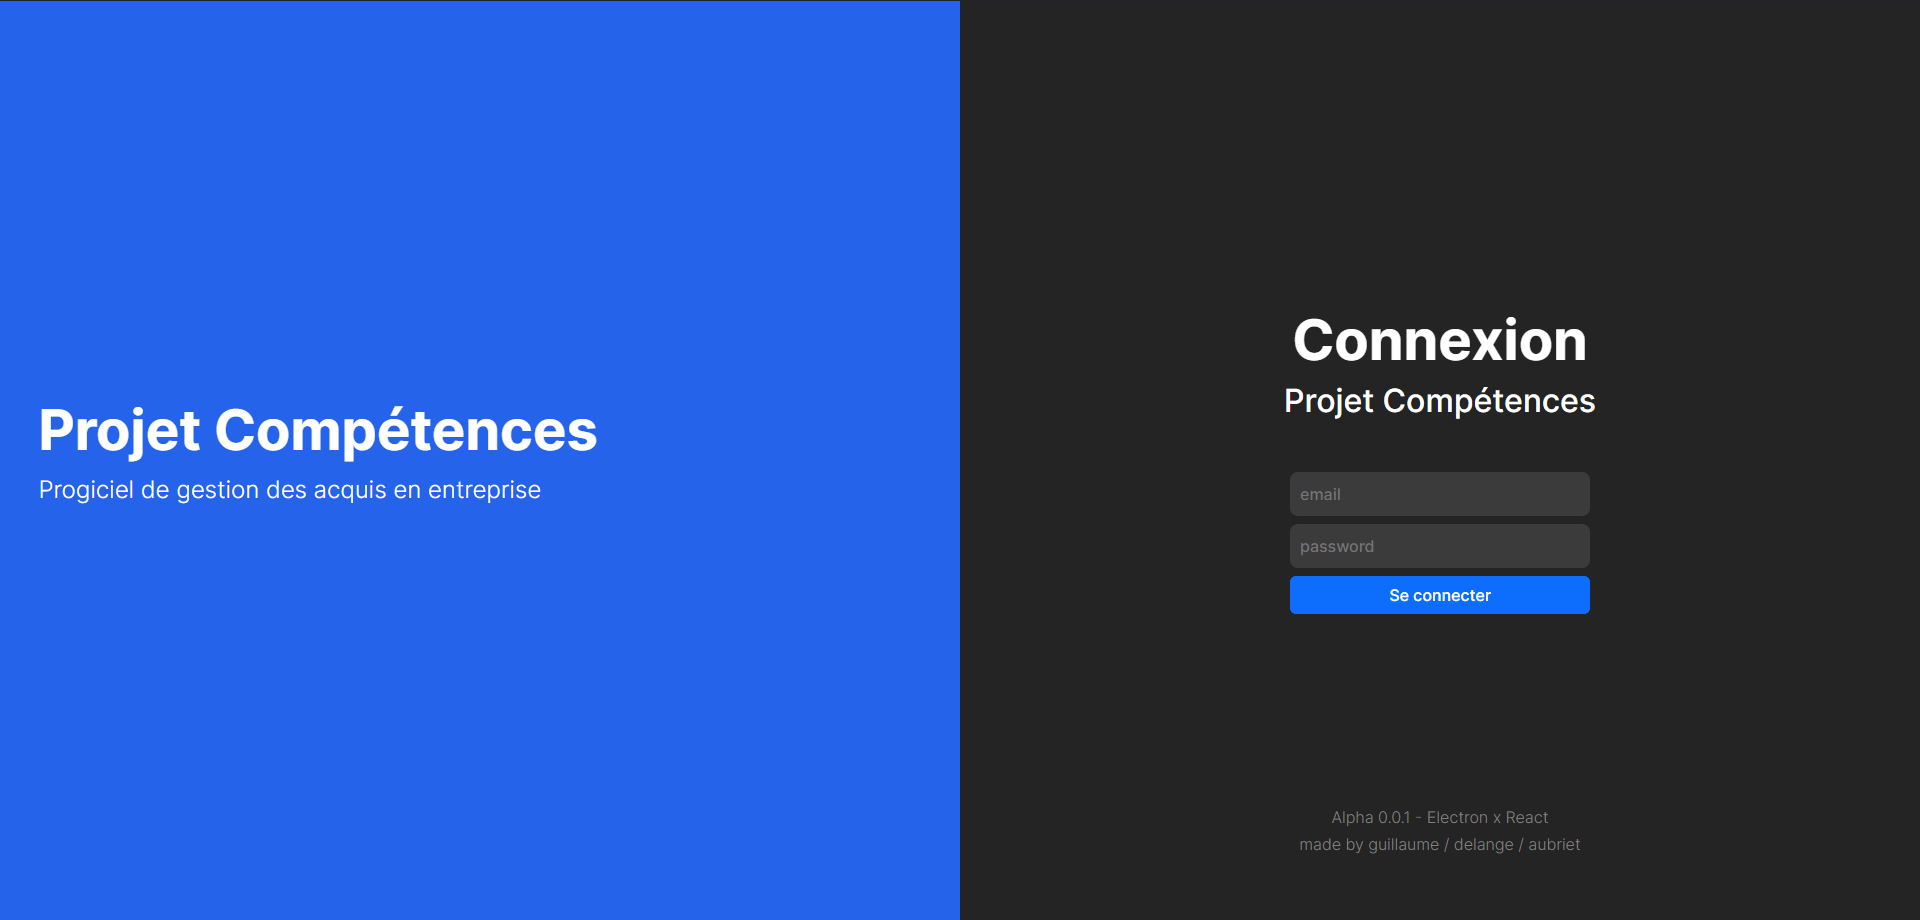 Projet Compétences
Progiciel de gestion des acquis en entreprise
Connexion
Projet Compétences
email
password
Se connecter
Alpha 0.0.1 - Electron x React
made by guillaume / delange / aubriet